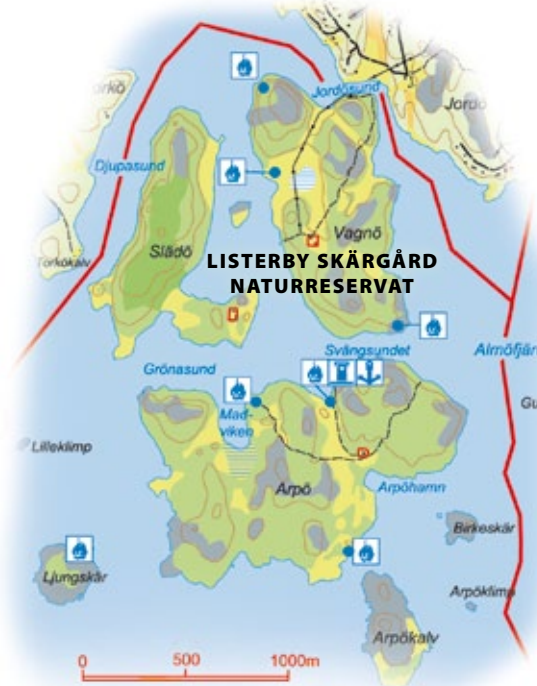 Jordösund
Djupasund
Torkökalv
Slädö
Vagnö
LISTERBY SKÄRGÅRD
NATURRESERVAT
Svängsundet
Almöfjär
Grönasund
Mad-
viken
Lilleklimp
Arpö
Arpöhamn
Birkeskär
Ljungskär
Arpöklimp
Arpökalv
0 500 1000m